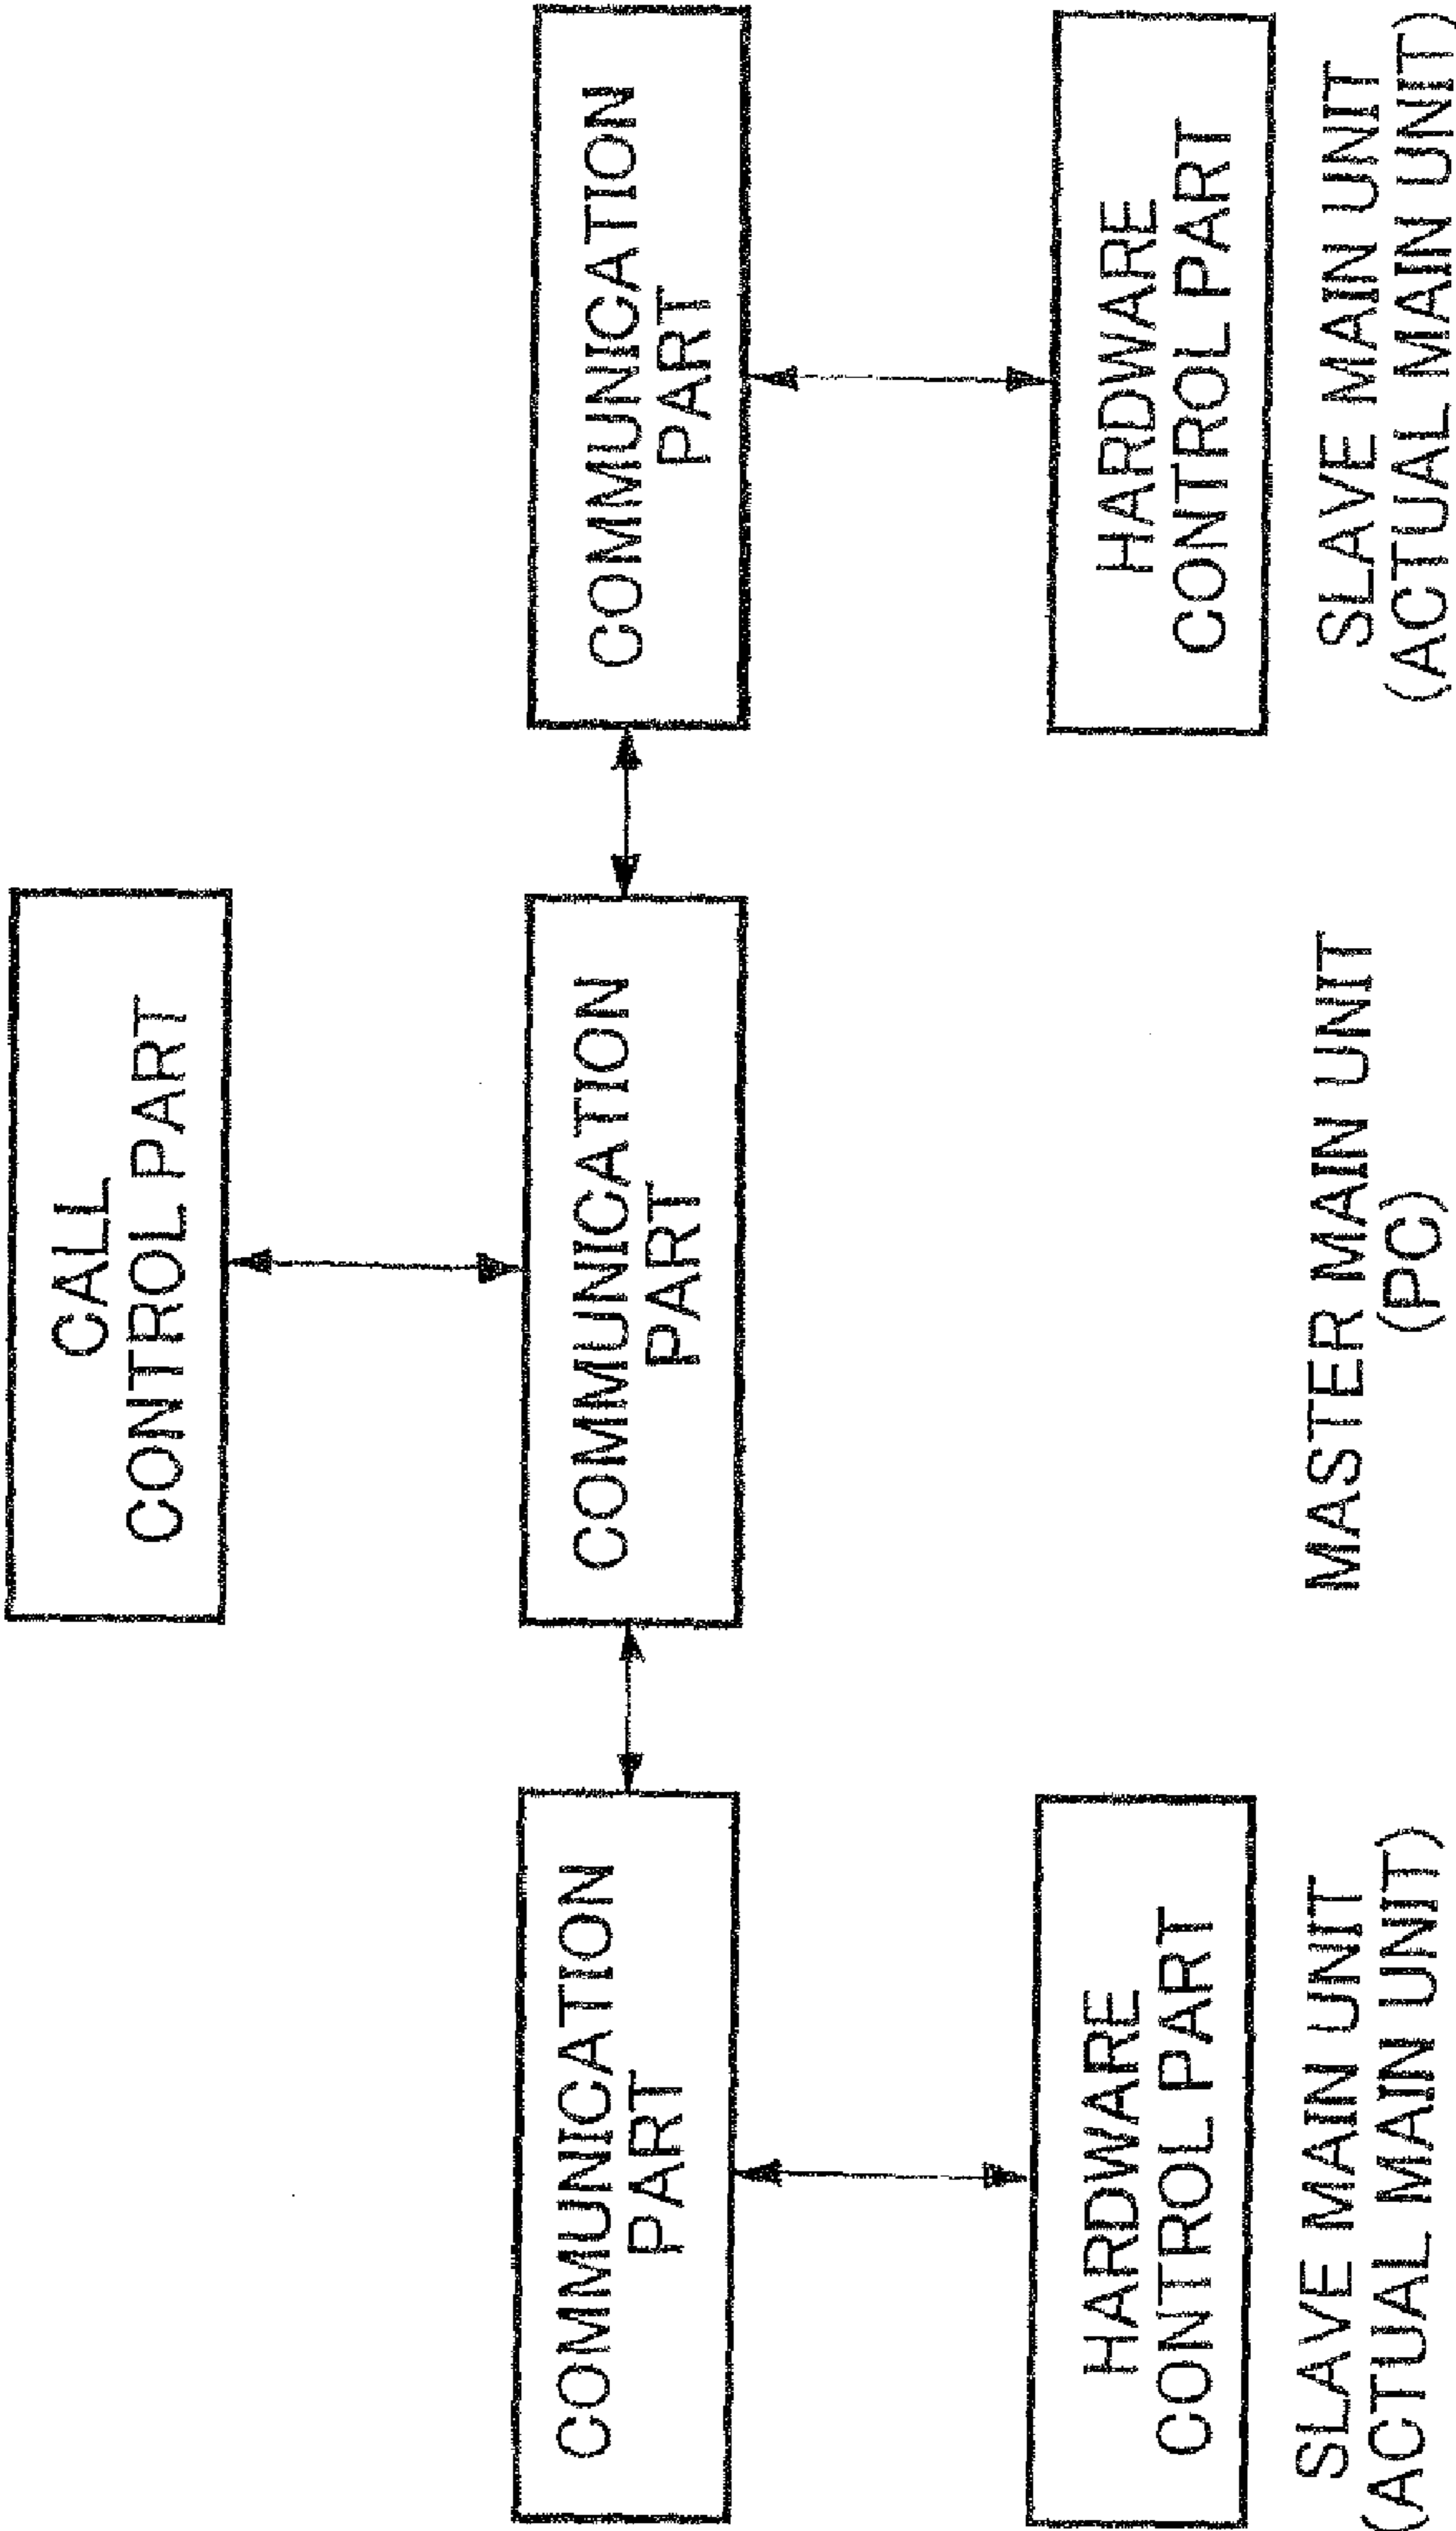 CALL
CONTROL PART
COMMUNICATION
PART
COMMUNICATION
PART
COMMUNICATION
PART
HARDWARE
CONTROL PART
HARDWARE
CONTROL PART
SLAVE MAIN UNIT
(ACTUAL MAIN UNIT)
MASTER MAIN UNIT
(PC)
SLAVE MAIN UNIT
(ACTUAL MAIN UNIT)